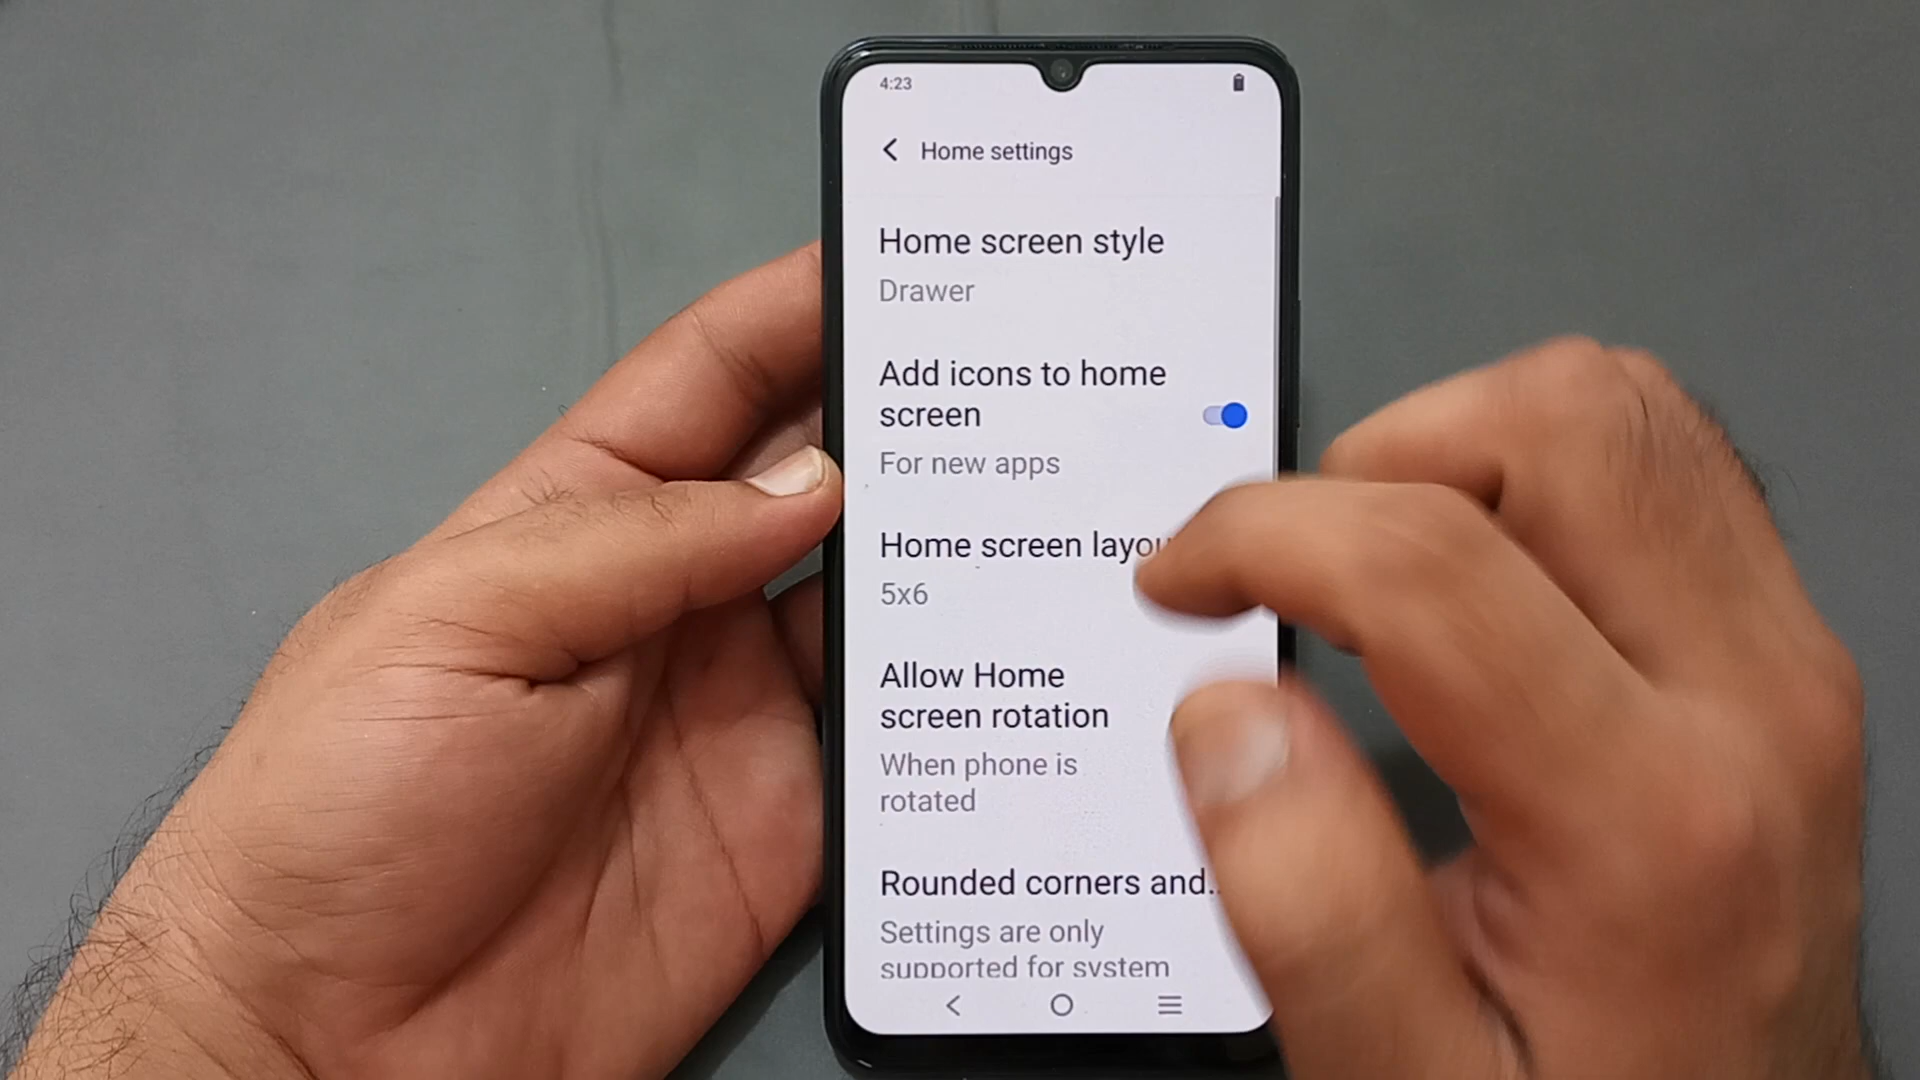 4:23
Home settings
Home screen style
Drawer
Add icons to home
screen
For new apps
Home screen layou
5x6
Allow Home
screen rotation
When phone is
rotated
Rounded corners and..
Settings are only
supported for system